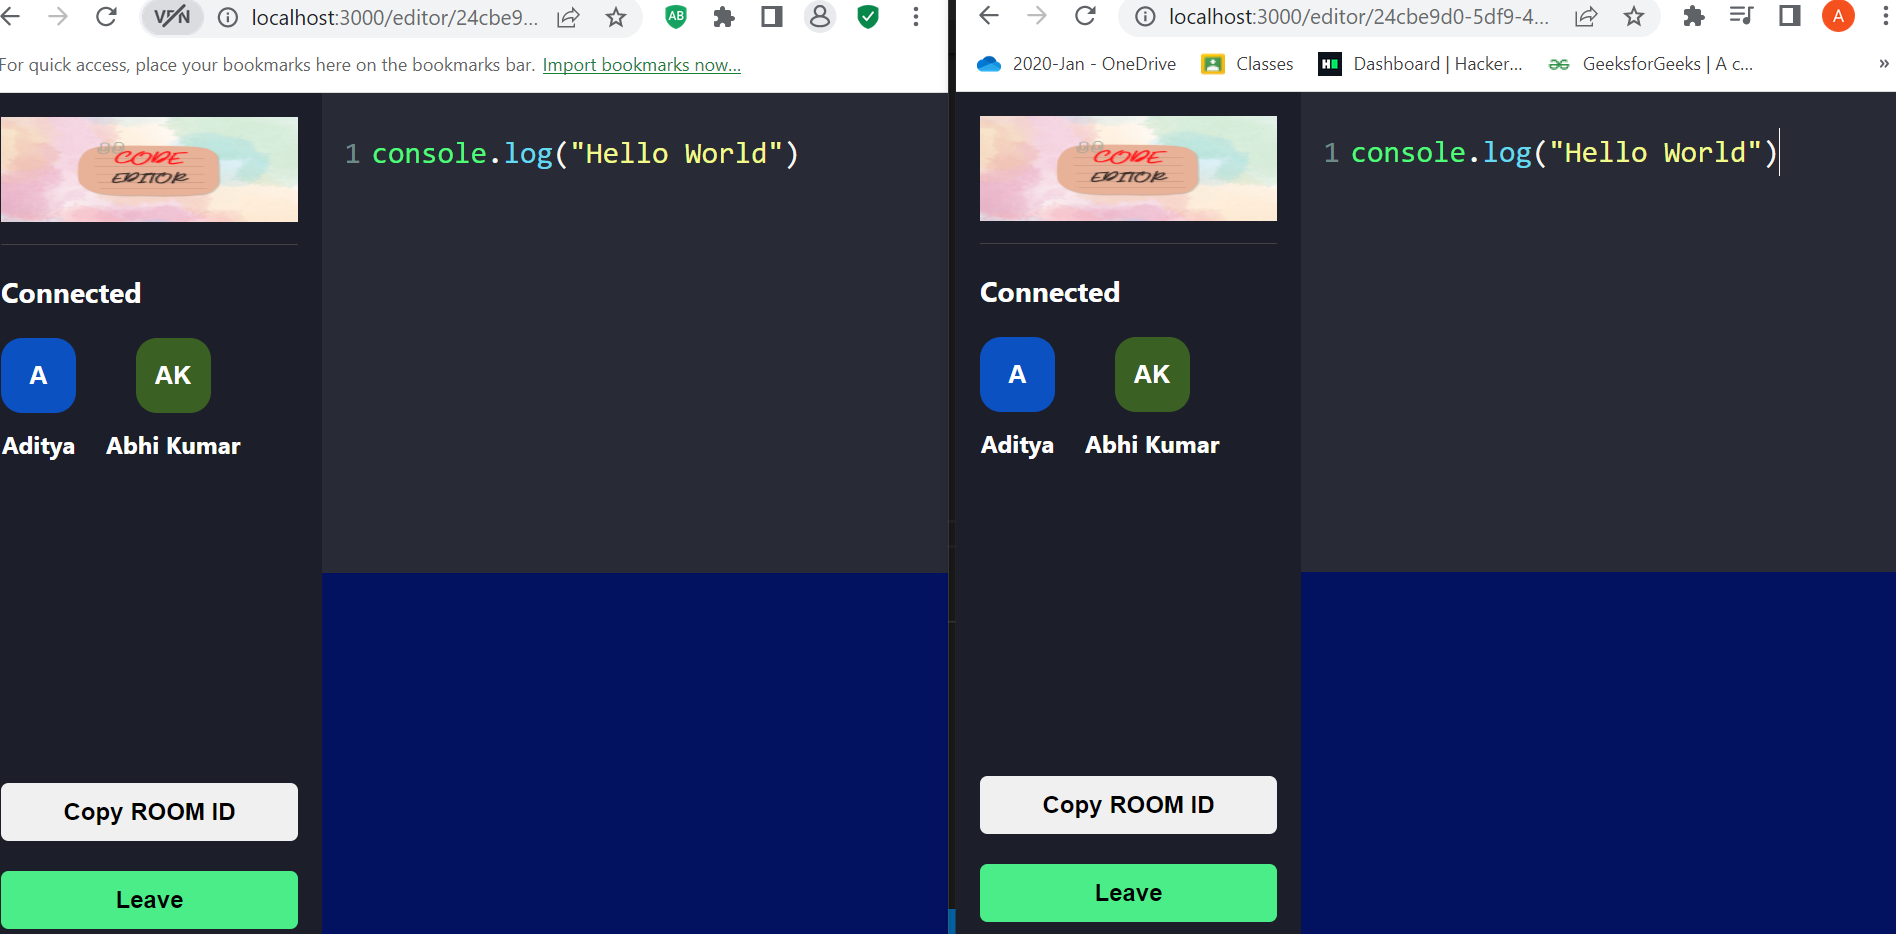 VPN localhost:3000/editor/24cbe9... AB
For quick access, place your bookmarks here on the bookmarks bar. Import bookmarks now...
CODE
EDITOR
1 console.log("Hello World")
Connected
A AK
Aditya Abhi Kumar
Copy ROOM ID
Leave
localhost:3000/editor/24cbe9d0-5df9-4... A
2020-Jan - OneDrive Classes H Dashboard | Hacker... GeeksforGeeks | A c... »
CODE
EDITOR
1 console.log("Hello World")
Connected
A AK
Aditya Abhi Kumar
Copy ROOM ID
Leave